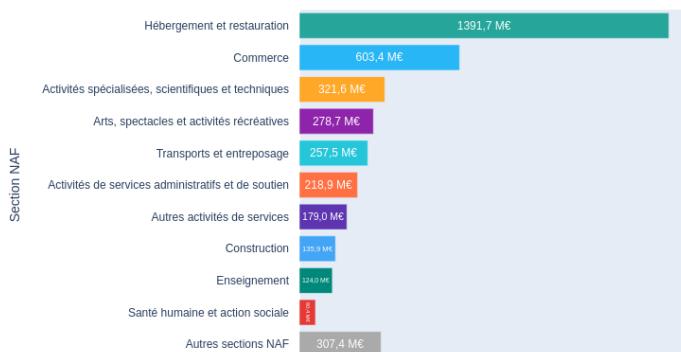 Section NAF
Hébergement et restauration 1391,7 M€
Commerce 603,4 M€
Activités spécialisées, scientifiques et techniques 321,6 M€
Arts, spectacles et activités récréatives 278,7 M€
Transports et entreposage 257,5 M€
Activités de services administratifs et de soutien 218,9 M€
Autres activités de services 179,0 M€
Construction 135,9 M€
Enseignement 124,0 M€
Santé humaine et action sociale
Autres sections NAF 307,4 M€